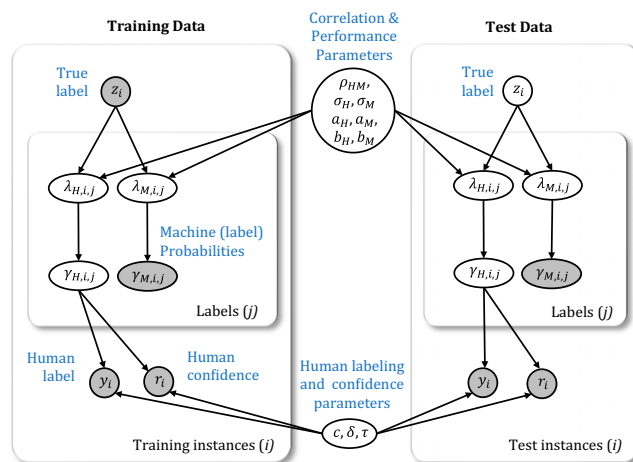 Training Data
Correlation &
Performance
Parameters
Test Data
True
label
z_i
ρ_HM,
σ_H, σ_M
a_H, a_M,
b_H, b_M
True
label
z_i
λ_H,i,j
λ_M,i,j
λ_H,i,j
λ_M,i,j
Machine (label)
Probabilities
γ_H,i,j
γ_M,i,j
γ_H,i,j
γ_M,i,j
Labels (j)
Labels (j)
Human
label
y_i
r_i
Human
confidence
Human labeling
and confidence
parameters
y_i
r_i
c, δ, τ
Training instances (i)
Test instances (i)